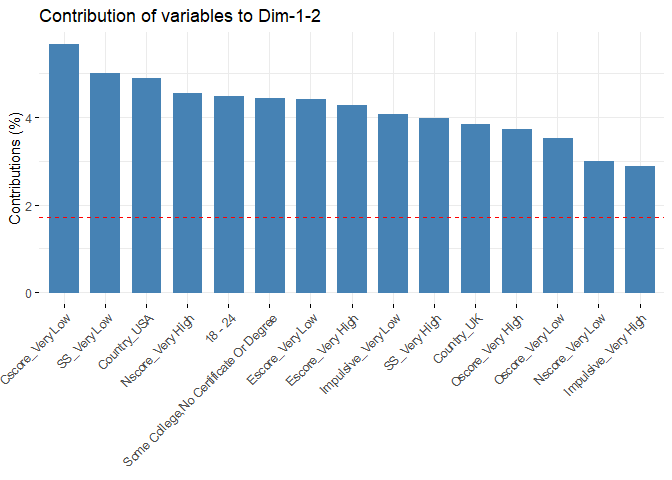 Contribution of variables to Dim-1-2
Contributions (%)
4
2
0
Cscore_Very Low
SS_Very Low
Country_USA
Nscore_Very High
18 - 24
Some College,No Certificate Or Degree
Escore_Very Low
Escore_Very High
Impulsive_Very Low
SS_Very High
Country_UK
Oscore_Very High
Oscore_Very Low
Nscore_Very Low
Impulsive_Very High